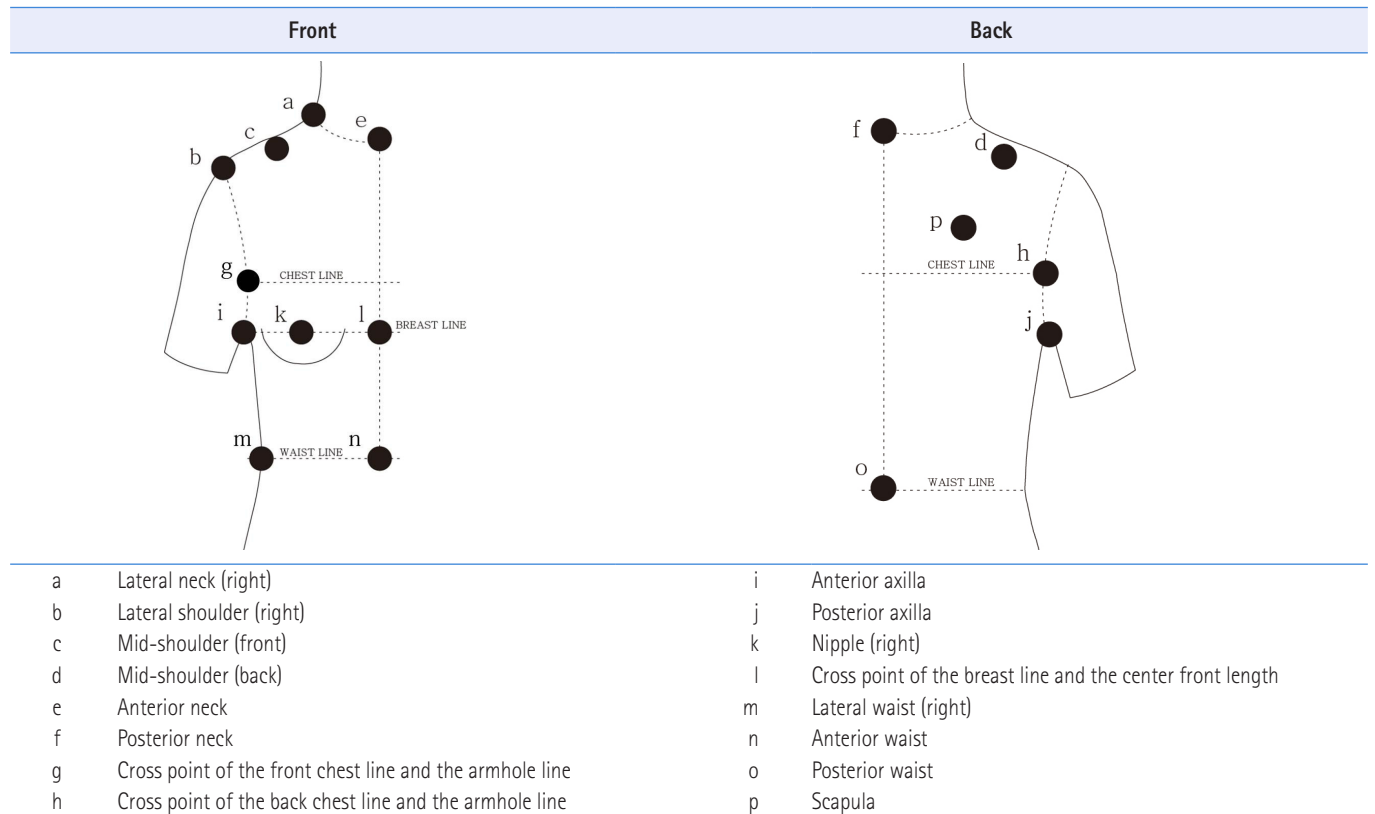 Front Back
a
e
c
b
g CHEST LINE
i k l BREAST LINE
m WAIST LINE n
f
d
p
h
CHEST LINE
j
o
WAIST LINE
a Lateral neck (right)
b Lateral shoulder (right)
c Mid-shoulder (front)
d Mid-shoulder (back)
e Anterior neck
f Posterior neck
g Cross point of the front chest line and the armhole line
h Cross point of the back chest line and the armhole line
i Anterior axilla
j Posterior axilla
k Nipple (right)
l Cross point of the breast line and the center front length
m Lateral waist (right)
n Anterior waist
o Posterior waist
p Scapula